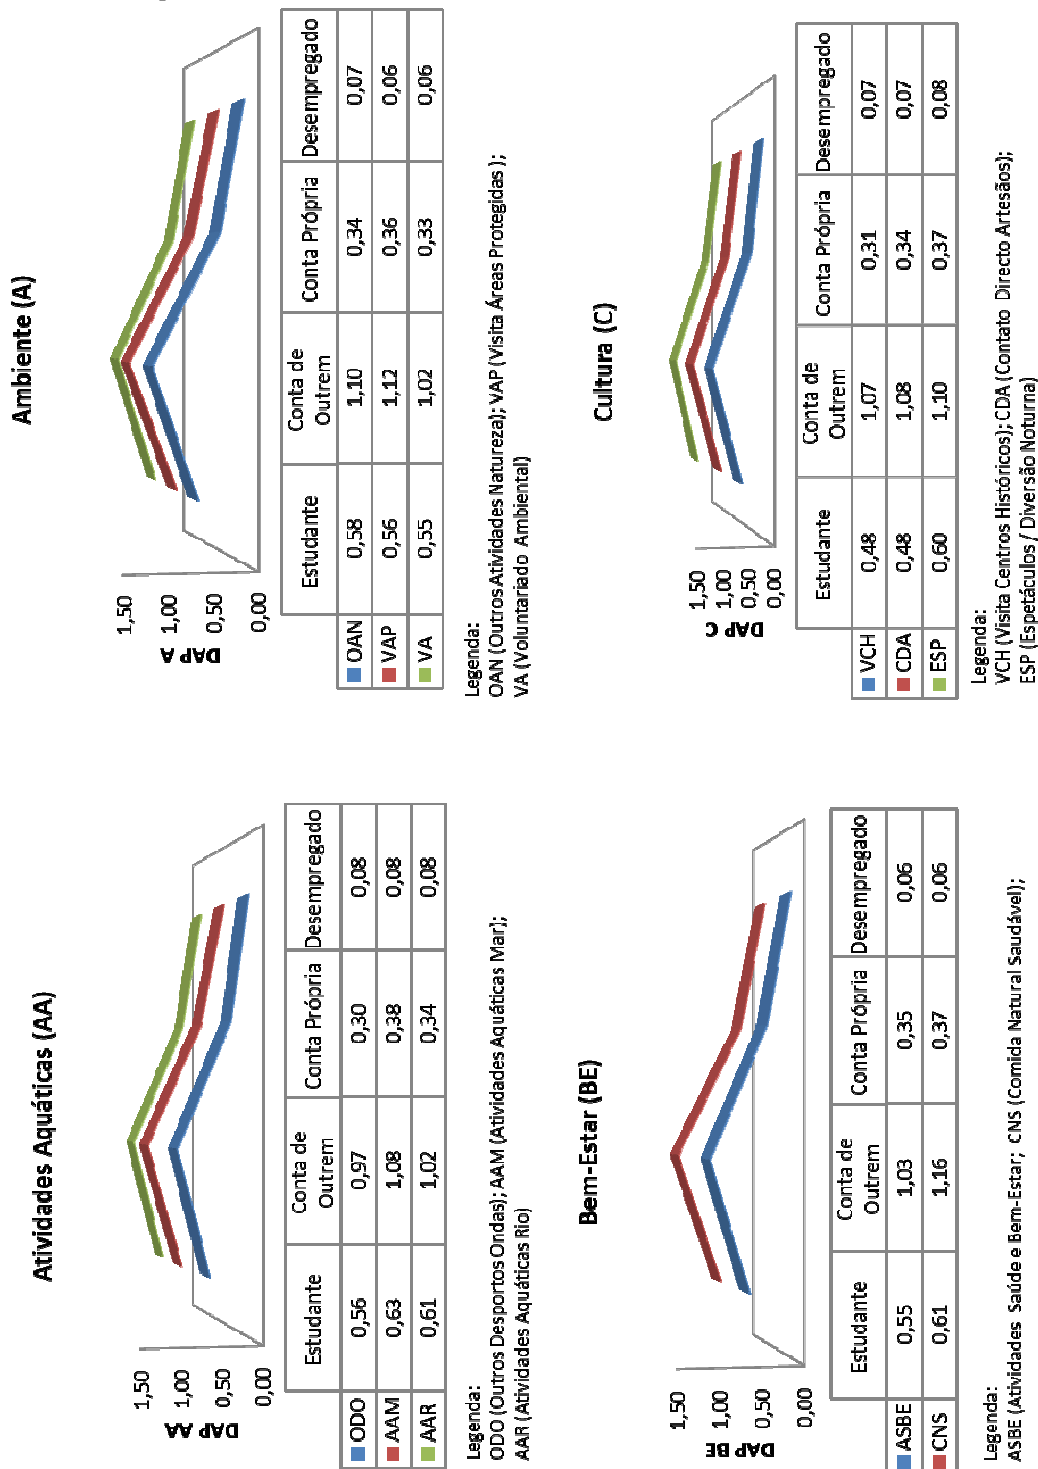 Atividades Aquáticas (AA)
DAP AA
1,50
1,00
0,50
0,00
Estudante Conta de Outrem Conta Própria Desempregado
ODO 0,56 0,97 0,30 0,08
AAM 0,63 1,08 0,38 0,08
AAR 0,61 1,02 0,34 0,08
Legenda:
ODO (Outros Desportos Ondas); AAM (Atividades Aquáticas Mar);
AAR (Atividades Aquáticas Rio)
Ambiente (A)
DAP A
1,50
1,00
0,50
0,00
Estudante Conta de Outrem Conta Própria Desempregado
OAN 0,58 1,10 0,34 0,07
VAP 0,56 1,12 0,36 0,06
VA 0,55 1,02 0,33 0,06
Legenda:
OAN (Outros Atividades Natureza); VAP (Visita Áreas Protegidas );
VA (Voluntariado Ambiental)
Bem-Estar (BE)
DAP BE
1,50
1,00
0,50
0,00
Estudante Conta de Outrem Conta Própria Desempregado
ASBE 0,55 1,03 0,35 0,06
CNS 0,61 1,16 0,37 0,06
Legenda:
ASBE (Atividades Saúde e Bem-Estar; CNS (Comida Natural Saudável);
Cultura (C)
DAP C
1,50
1,00
0,50
0,00
Estudante Conta de Outrem Conta Própria Desempregado
VCH 0,48 1,07 0,31 0,07
CDA 0,48 1,08 0,34 0,07
ESP 0,60 1,10 0,37 0,08
Legenda:
VCH (Visita Centros Históricos); CDA (Contato Directo Artesãos);
ESP (Espetáculos / Diversão Noturna)